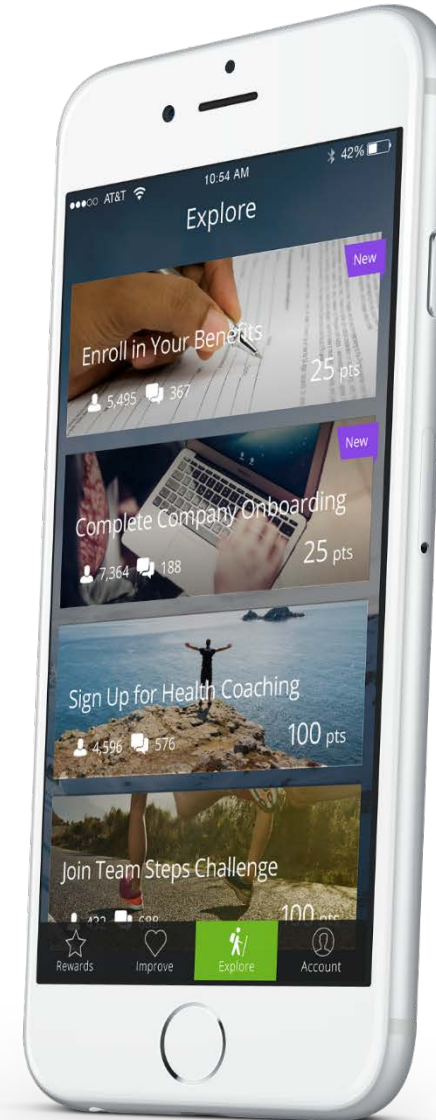 AT&T
10:54 AM
42%
Explore
New
Enroll in Your Benefits
5,495
367
25 pts
New
Complete Company Onboarding
7,364
188
25 pts
Sign Up for Health Coaching
4,596
576
100 pts
Join Team Steps Challenge
100 pts
Rewards
Improve
Explore
Account